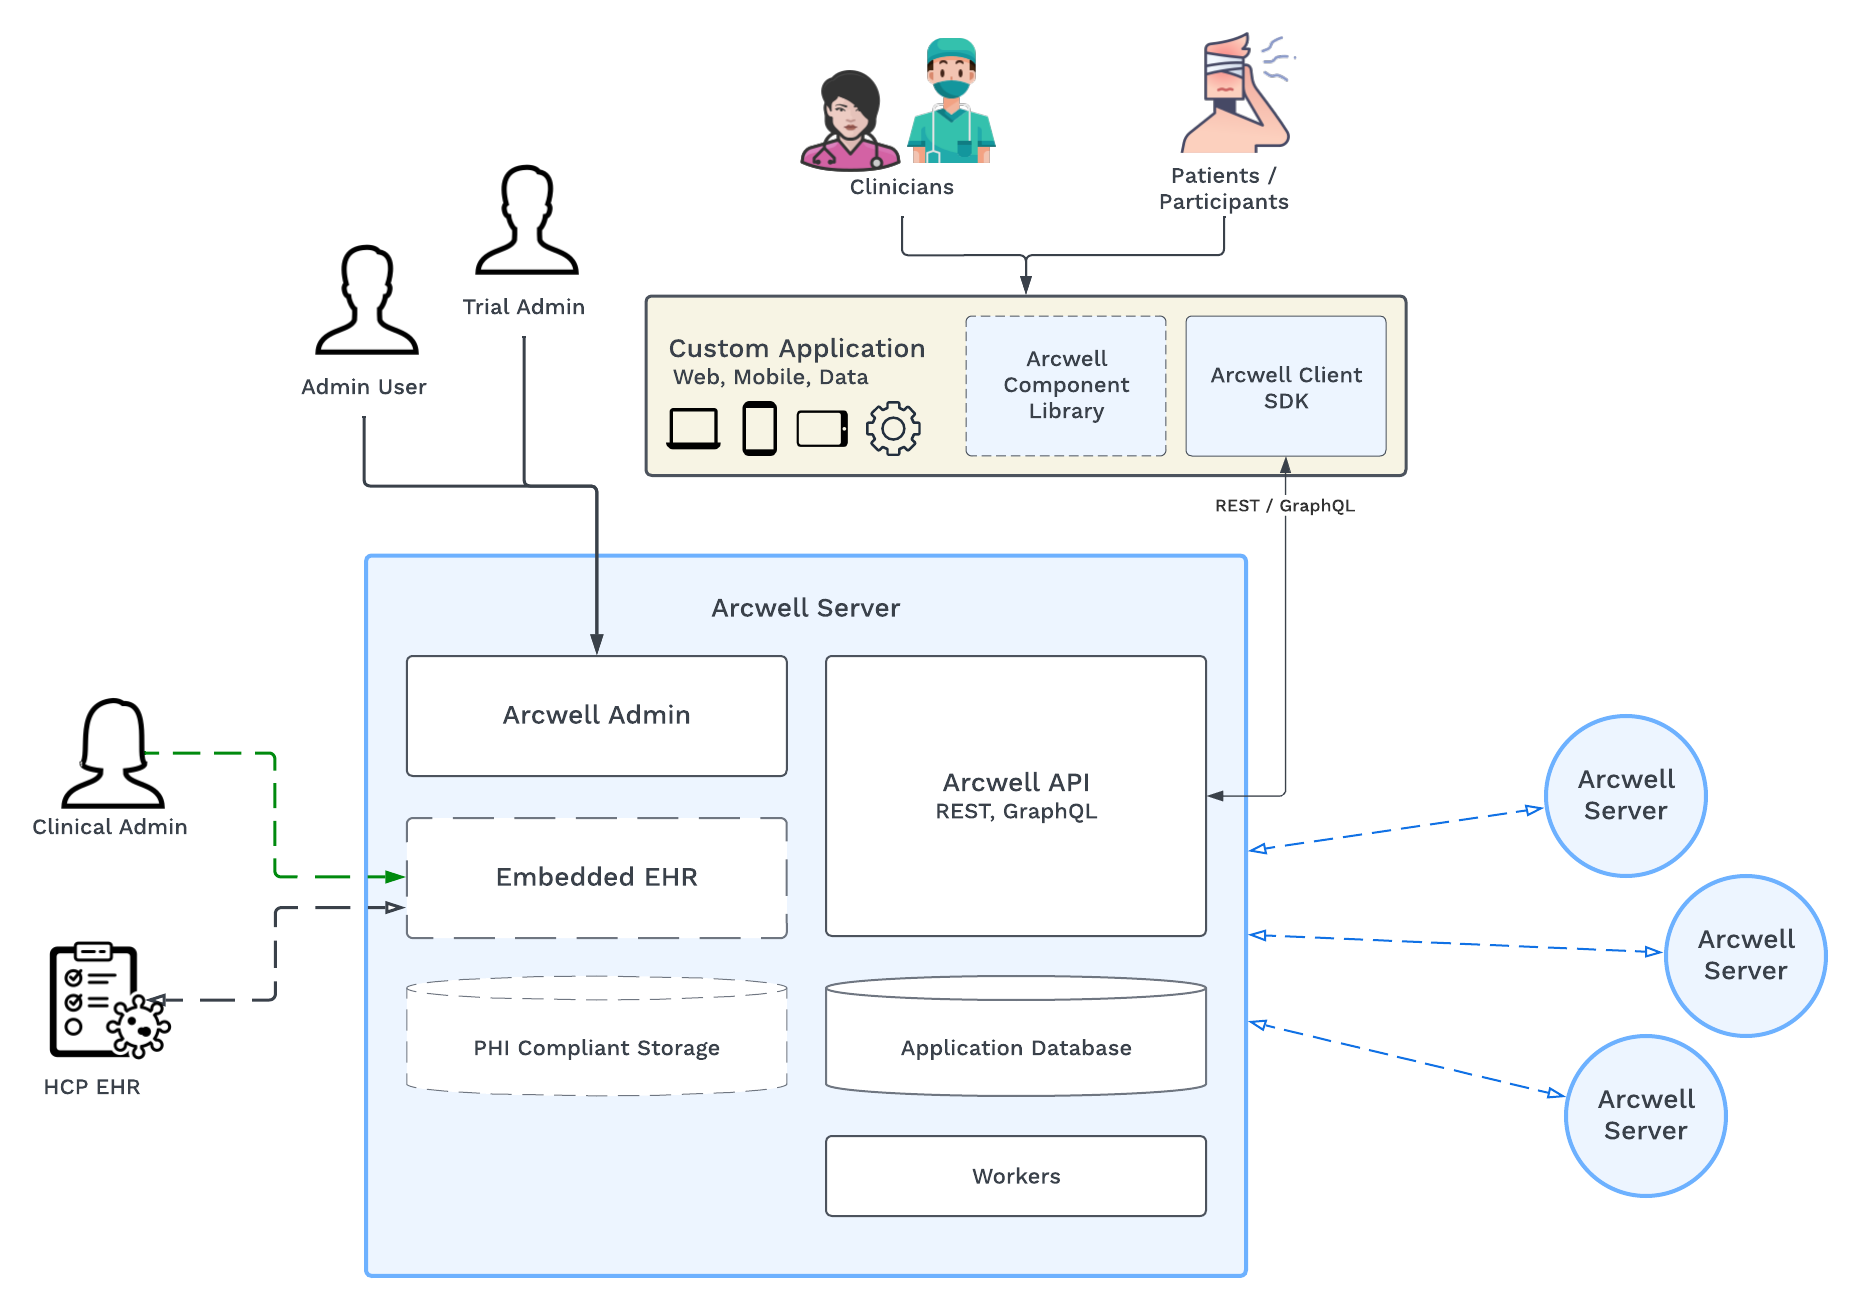 Clinicians
Patients /
Participants
Trial Admin
Admin User
Custom Application
Web, Mobile, Data
Arcwell
Component
Library
Arcwell Client
SDK
REST / GraphQL
Arcwell Server
Arcwell Admin
Arcwell API
REST, GraphQL
Clinical Admin
Embedded EHR
HCP EHR
PHI Compliant Storage
Application Database
Workers
Arcwell
Server
Arcwell
Server
Arcwell
Server